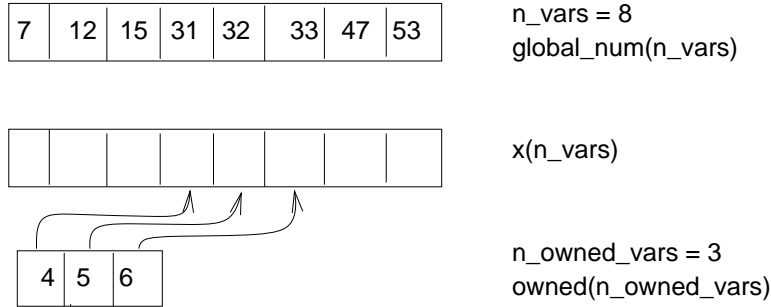 n_vars = 8
7 12 15 31 32 33 47 53
global_num(n_vars)
x(n_vars)
n_owned_vars = 3
4 5 6
owned(n_owned_vars)